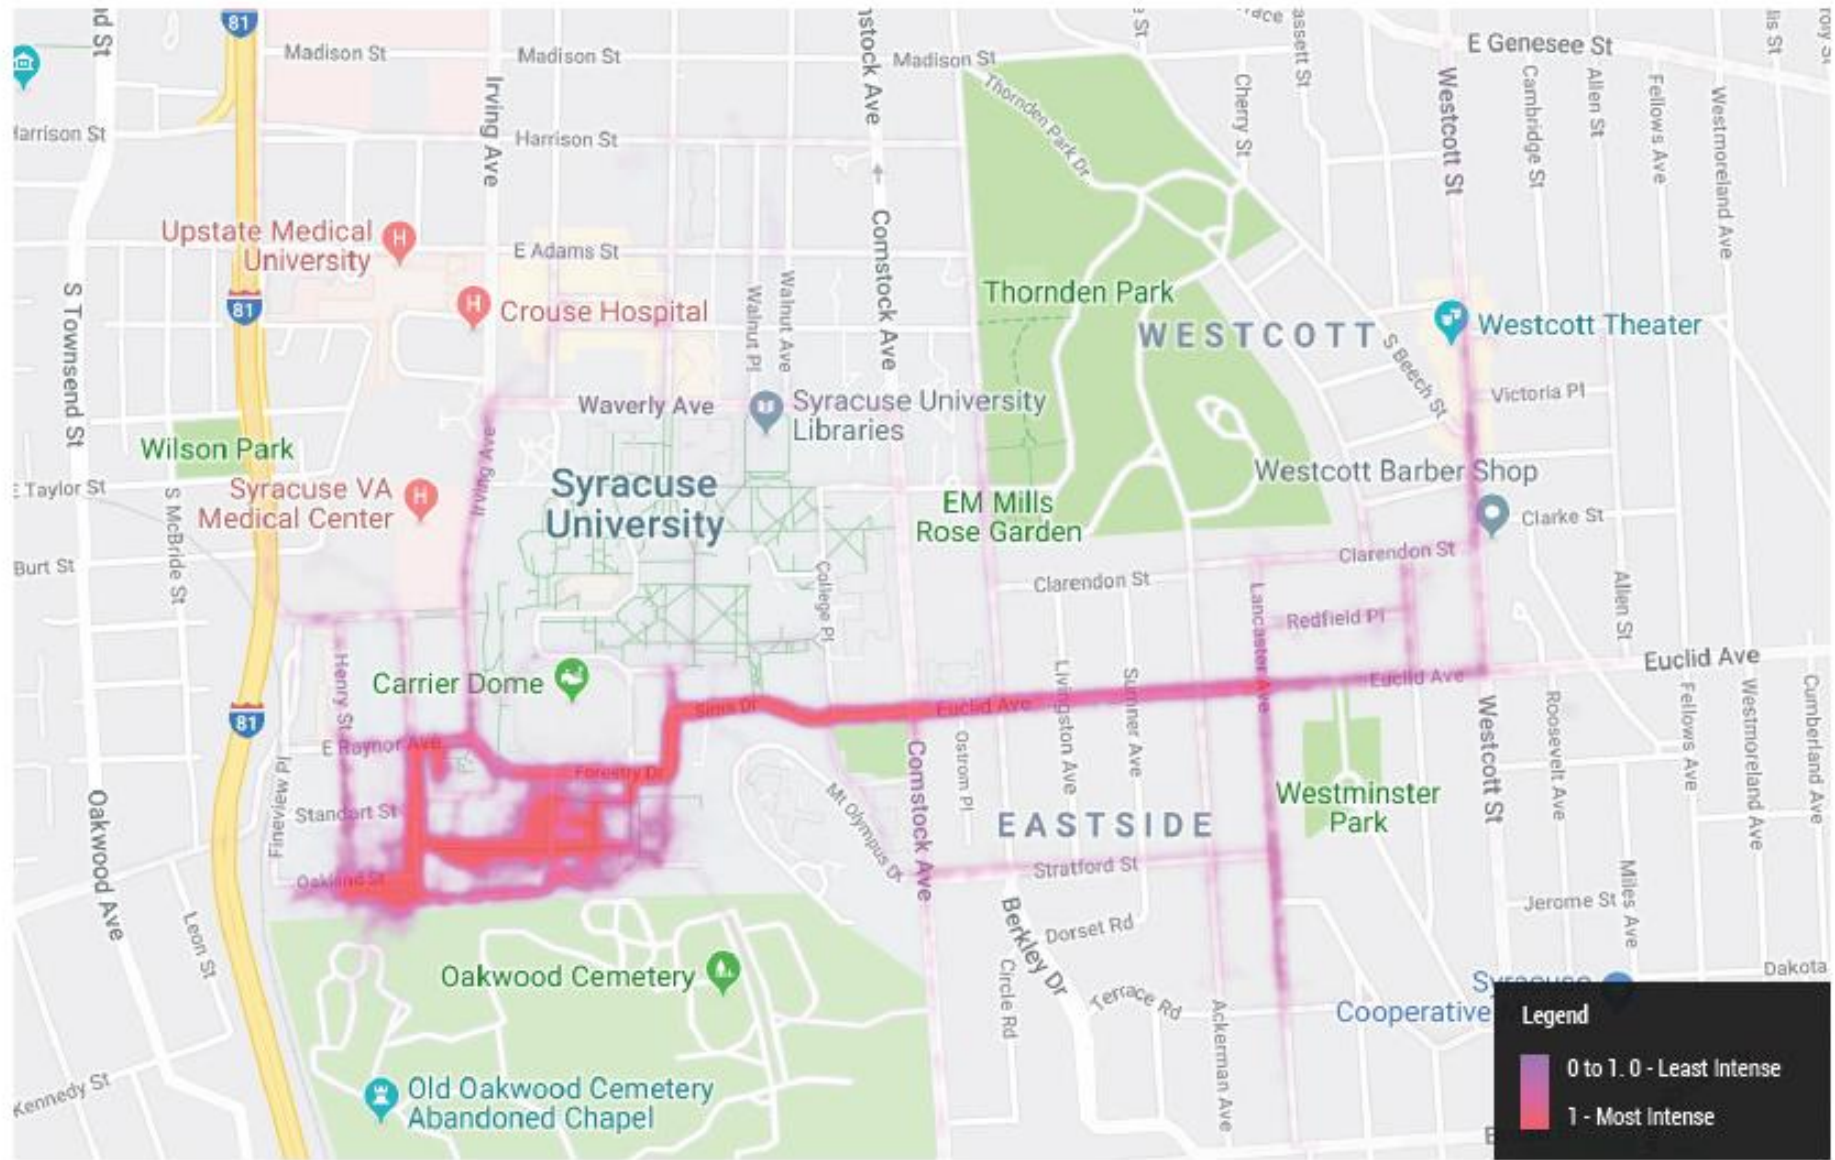 81
Madison St
Madison St
Madison St
E Genesee St
Harrison St
Irving Ave
Harrison St
Thornden Park Dr
Cherry St
Westcott St
Cambridge St
Allen St
Fellows Ave
Westmoreland Ave
Upstate Medical
University
H
E Adams St
Comstock Ave
S Townsend St
81
H
Crouse Hospital
Walnut Pl
Walnut Ave
Thornden Park
WESTCOTT
Westcott Theater
S Beech St
Victoria Pl
Waverly Ave
Syracuse University
Libraries
Wilson Park
Irving Ave
E Taylor St
S McBride St
Syracuse VA
Medical Center
H
Syracuse
University
EM Mills
Rose Garden
Westcott Barber Shop
Clarke St
Burt St
College Pl
Clarendon St
Clarendon St
Allen St
Lancaster Ave
Redfield Pl
Henry St
Carrier Dome
Livingston Ave
Sumner Ave
Euclid Ave
Euclid Ave
Sims Dr
Euclid Ave
81
E Raynor Ave
Forestry Dr
Comstock Ave
Ostrom Pl
Westcott St
Roosevelt Ave
Fellows Ave
Westmoreland Ave
Cumberland Ave
Fineview Pl
Standart St
Mt Olympus Dr
EASTSIDE
Westminster
Park
Oakwood Ave
Oakland St
Stratford St
Leon St
Berkley Dr
Dorset Rd
Jerome St
Miles Ave
Oakwood Cemetery
Circle Rd
Terrace Rd
Ackerman Ave
Dakota
Syracuse
Cooperative
Kennedy St
Old Oakwood Cemetery
Abandoned Chapel
Legend
0 to 1. 0 - Least Intense
1 - Most Intense